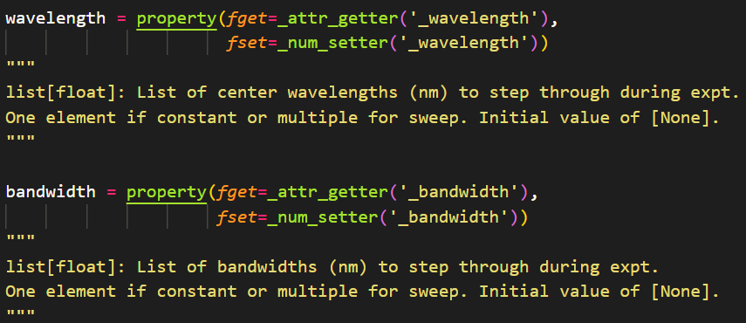 wavelength = property(fget=_attr_getter('_wavelength'),
fset=_num_setter('_wavelength'))
"""
list[float]: List of center wavelengths (nm) to step through during expt.
One element if constant or multiple for sweep. Initial value of [None].
"""
bandwidth = property(fget=_attr_getter('_bandwidth'),
fset=_num_setter('_bandwidth'))
"""
list[float]: List of bandwidths (nm) to step through during expt.
One element if constant or multiple for sweep. Initial value of [None].
"""